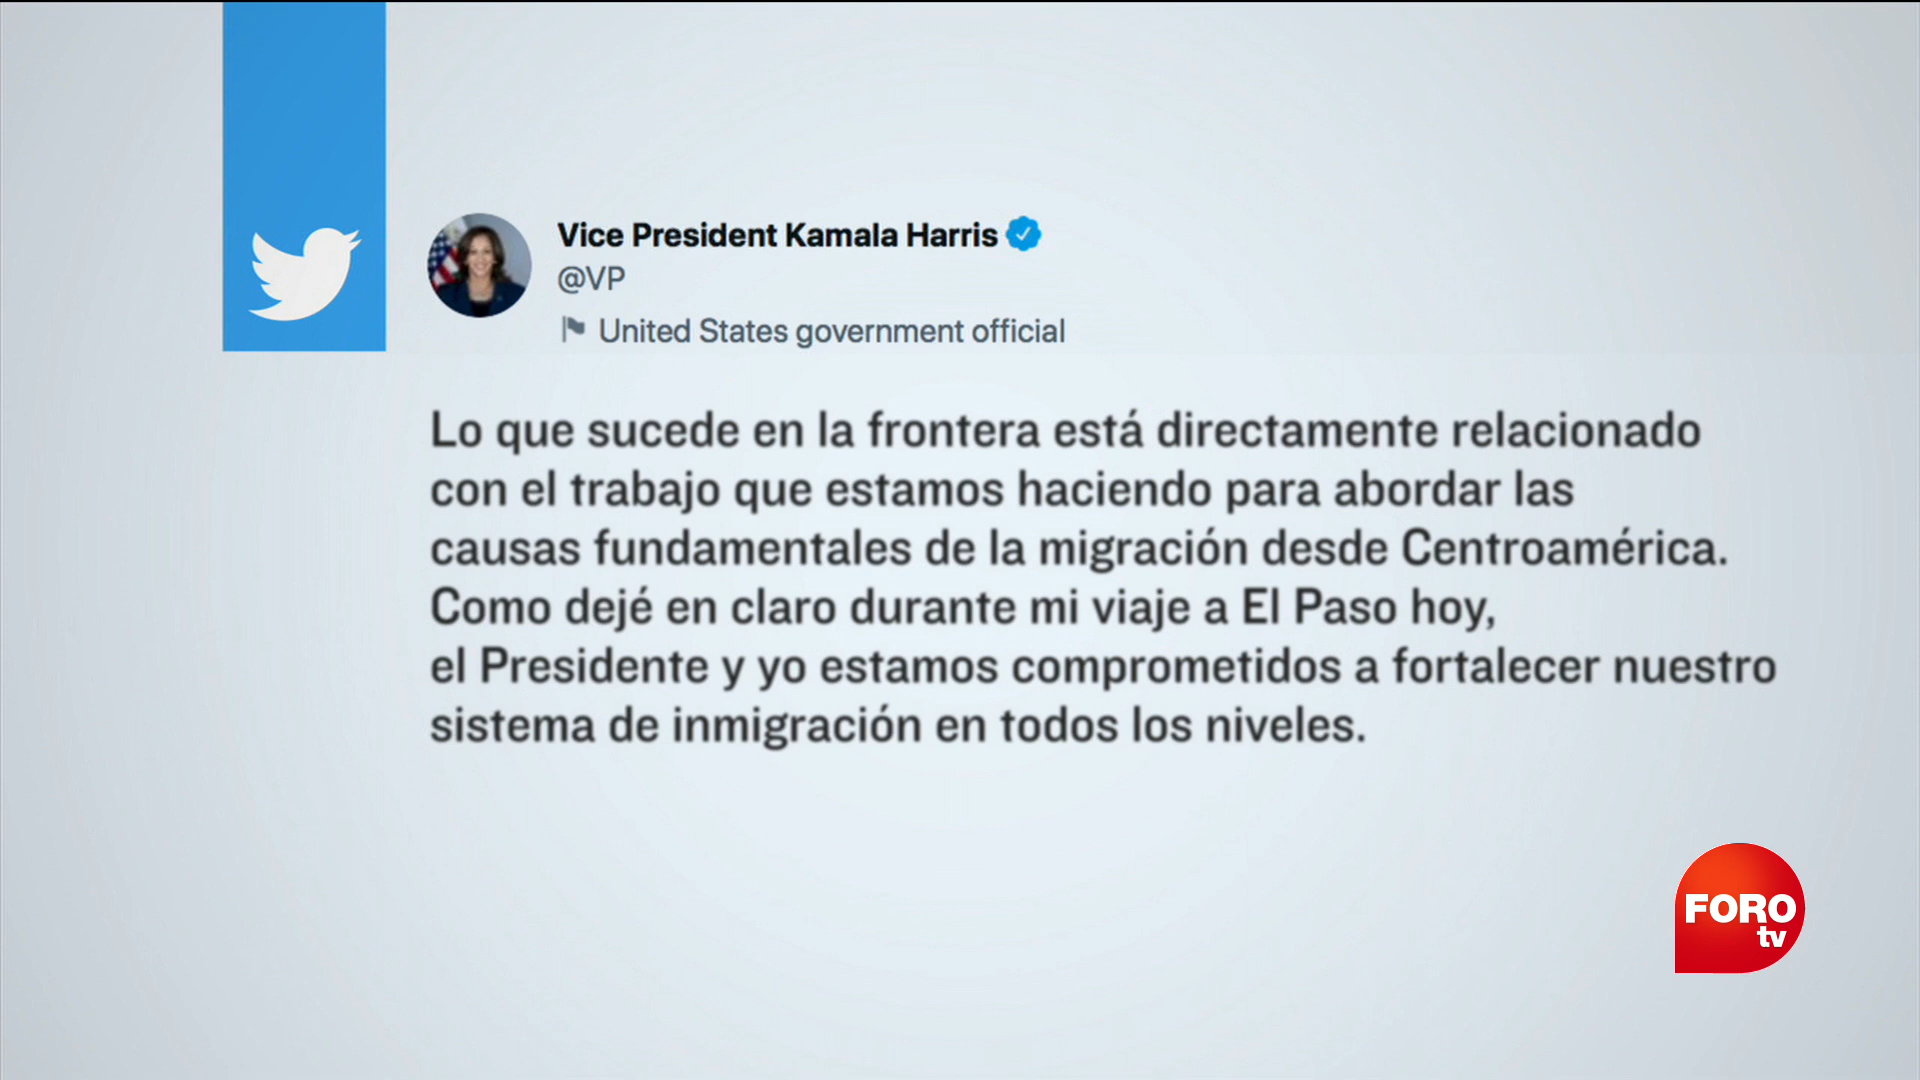 Vice President Kamala Harris
@VP
United States government official
Lo que sucede en la frontera está directamente relacionado
con el trabajo que estamos haciendo para abordar las
causas fundamentales de la migración desde Centroamérica.
Como dejé en claro durante mi viaje a El Paso hoy,
el Presidente y yo estamos comprometidos a fortalecer nuestro
sistema de inmigración en todos los niveles.
FORO
tv